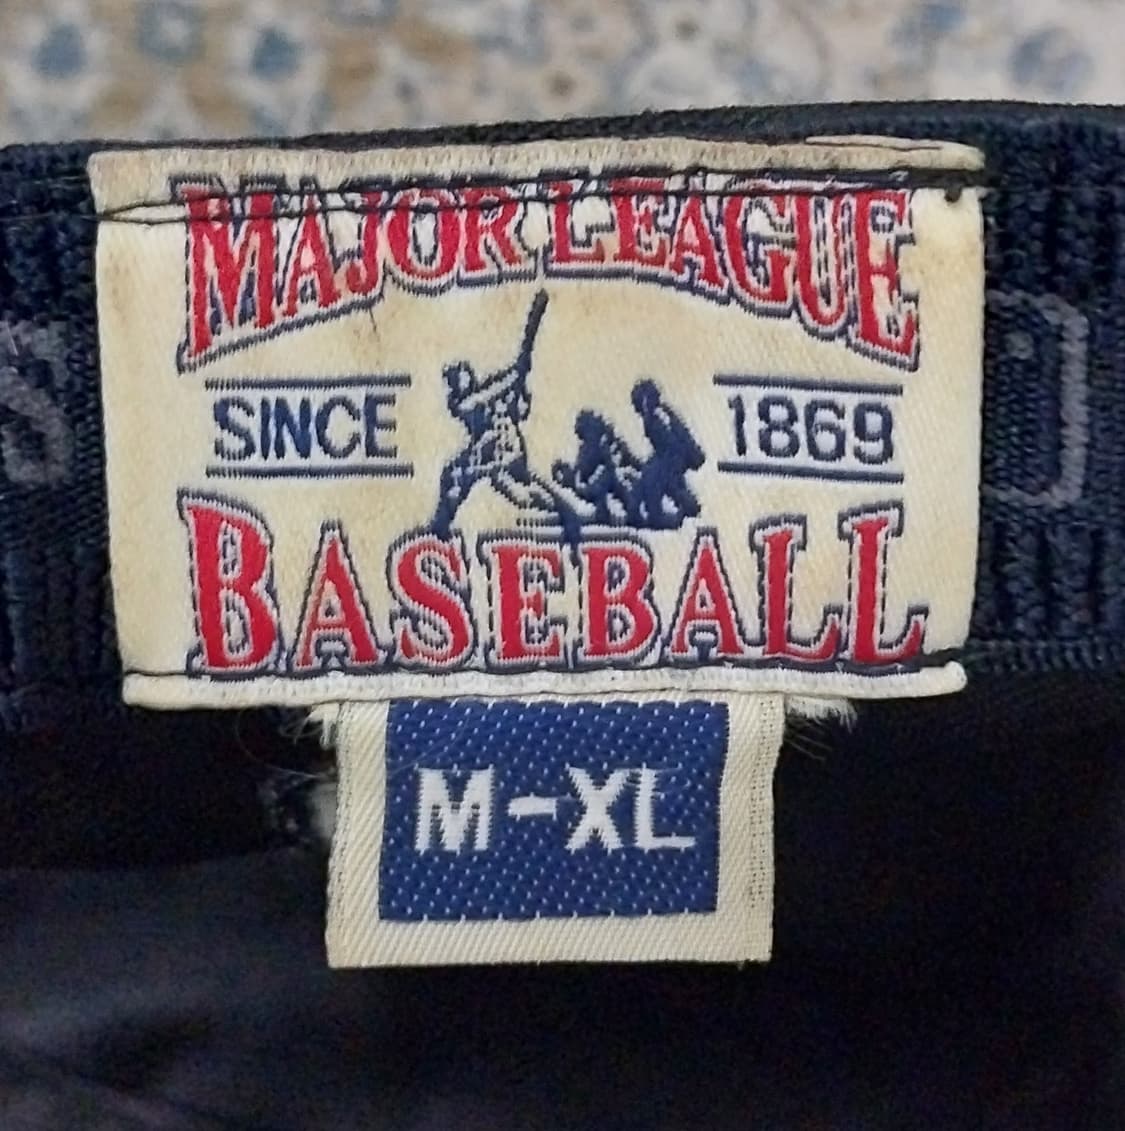 MAJOR LEAGUE
SINCE 1869
BASEBALL
M-XL